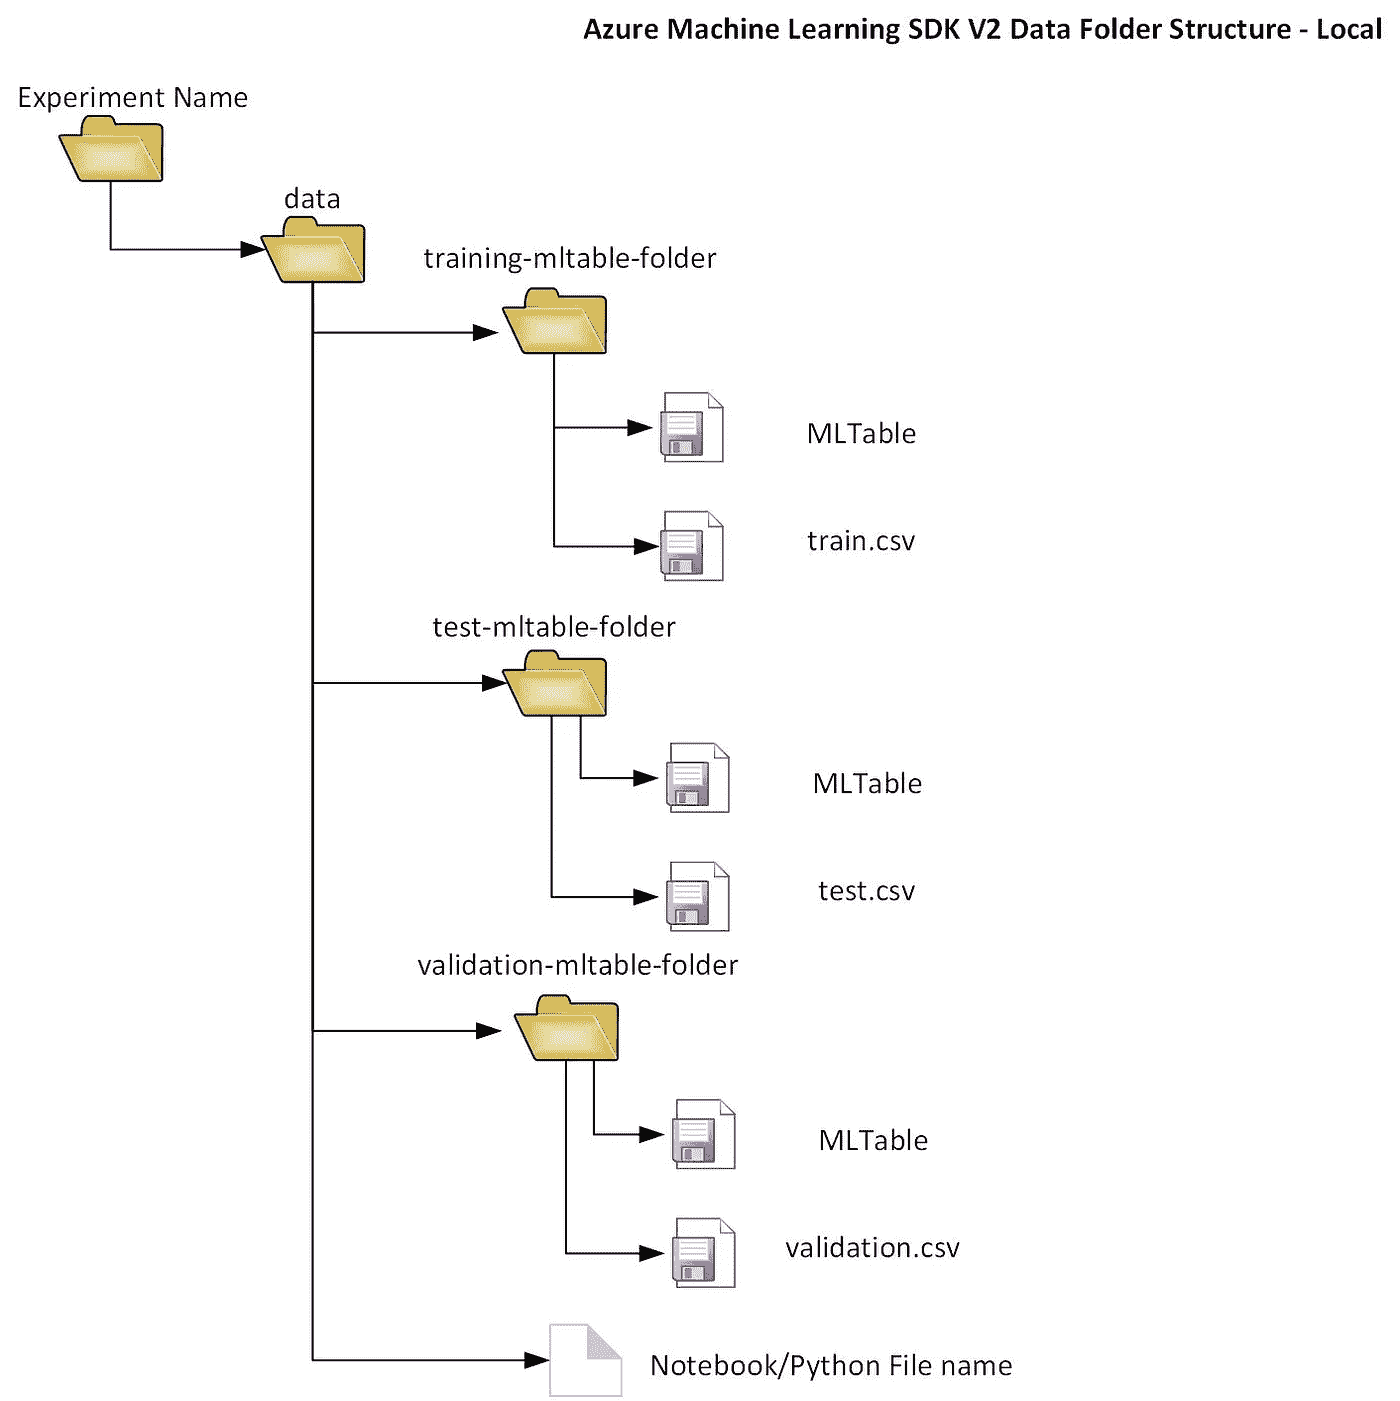 Azure Machine Learning SDK V2 Data Folder Structure - Local
Experiment Name
data
training-mltable-folder
MLTable
train.csv
test-mltable-folder
MLTable
test.csv
validation-mltable-folder
MLTable
validation.csv
Notebook/Python File name